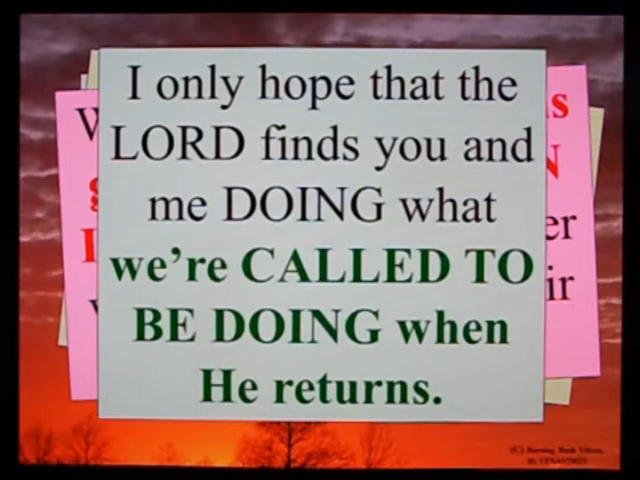 I only hope that the
LORD finds you and
me DOING what
we're CALLED TO
BE DOING when
He returns.